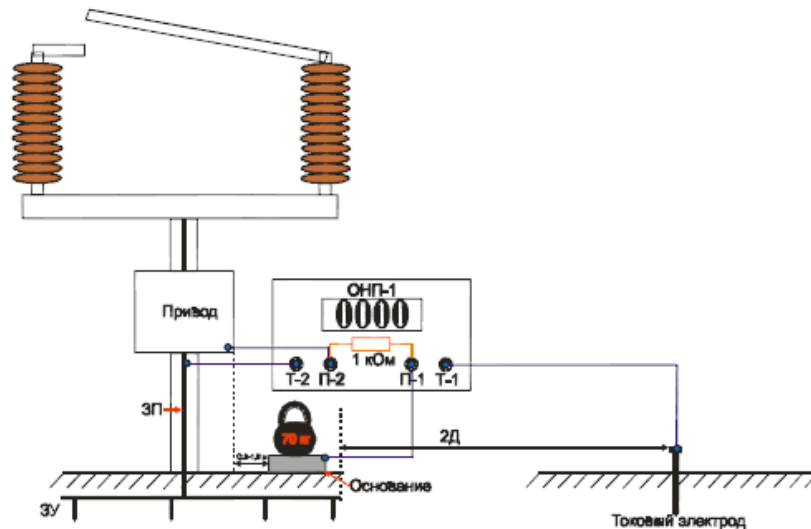 ОНП-1
0000
Привод
1 кОм
Т-2 П-2 П-1 Т-1
ЗП
70 кг
2Д
Основание
ЗУ
Токовый электрод